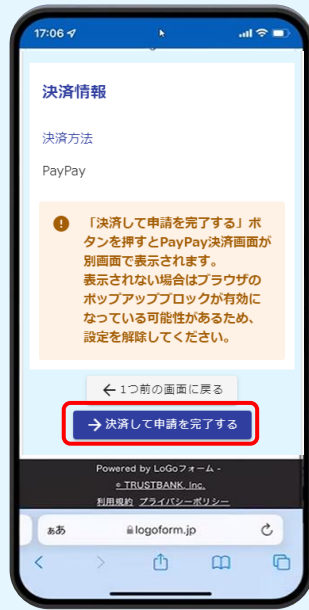 17:06
決済情報
決済方法
PayPay
「決済して申請を完了する」ボ
タンを押すとPayPay決済画面が
別画面で表示されます。
表示されない場合はブラウザの
ポップアップブロックが有効に
なっている可能性があるため、
設定を解除してください。
← 1つ前の画面に戻る
→ 決済して申請を完了する
Powered by LoGoフォーム -
© TRUSTBANK, Inc.
利用規約 プライバシーポリシー
ぁあ logoform.jp